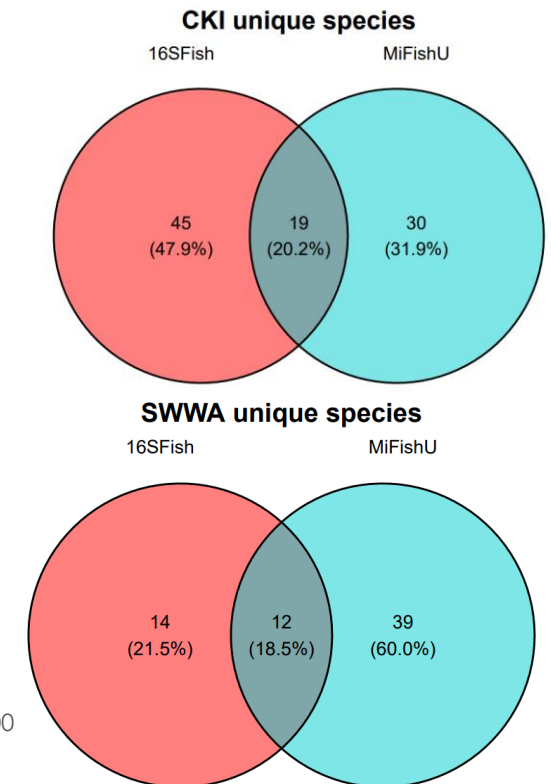 CKI unique species
16SFish MiFishU
45 19 30
(47.9%) (20.2%) (31.9%)
SWWA unique species
16SFish MiFishU
14 12 39
(21.5%) (18.5%) (60.0%)